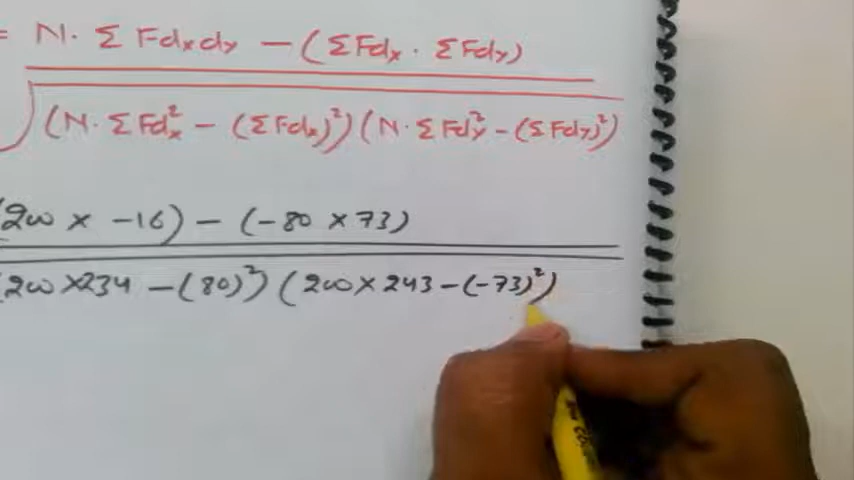 = N. Σ Fdxdy - (ΣFdx . ΣFdy)
√(N. ΣFdx² - (ΣFdx)²) (N. ΣFdy² - (ΣFdy)²)
(200 x -16) - (-80 x 73)
(200 x 234 - (80)²) (200 x 243 - (-73)²)